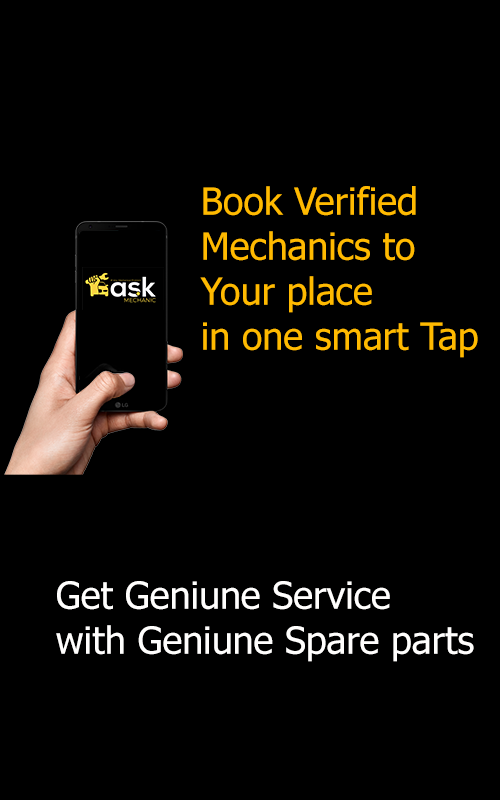 Book Verified
Mechanics to
Your place
in one smart Tap
ask
MECHANIC
LG
Get Geniune Service
with Geniune Spare parts